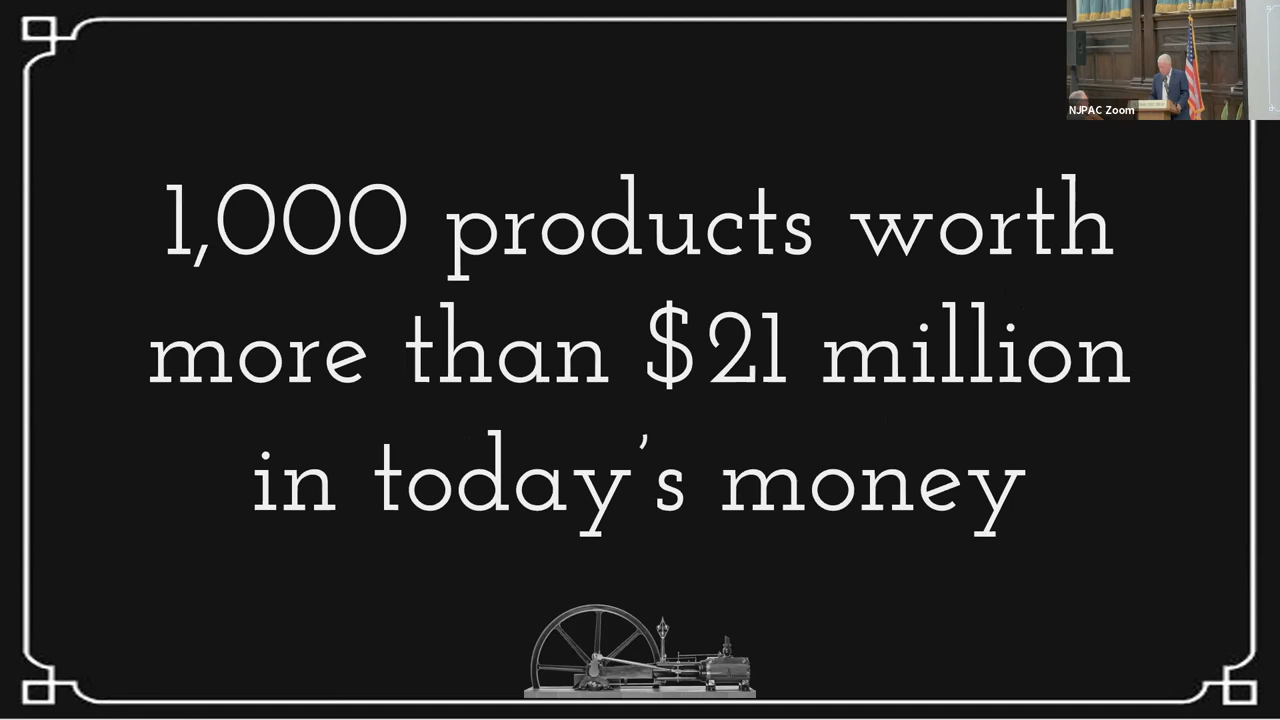 NJPAC Zoom
1,000 products worth
more than $21 million
in today's money